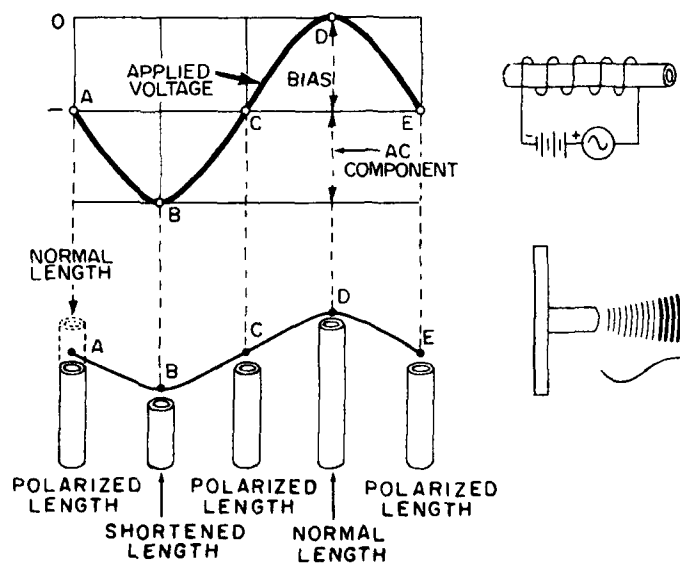 O
D
APPLIED
VOLTAGE
BIAS
A
–
C
E
AC
COMPONENT
B
– +
NORMAL
LENGTH
D
A
C
E
B
POLARIZED
LENGTH
SHORTENED
LENGTH
POLARIZED
LENGTH
NORMAL
LENGTH
POLARIZED
LENGTH